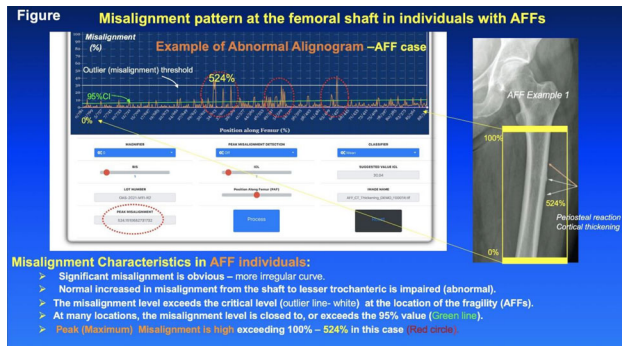 Figure
Misalignment pattern at the femoral shaft in individuals with AFFs
Misalignment
(%)
Example of Abnormal Alignogram –AFF case
Outlier (misalignment) threshold
524%
95%CI
0%
Position along Femur (%)
AFF Example 1
100%
524%
Periosteal reaction
Cortical thickening
0%
MAGNIFIER
PEAK MISALIGNMENT DETECTION
CLASSIFIER
SUGGESTED VALUE UCL
LOT NUMBER
Position Along Femur (PAF)
IMAGE NAME
PEAK MISALIGNMENT
Process
Misalignment Characteristics in AFF individuals:
➢ Significant misalignment is obvious – more irregular curve.
➢ Normal increased in misalignment from the shaft to lesser trochanteric is impaired (abnormal).
➢ The misalignment level exceeds the critical level (outlier line- white) at the location of the fragility (AFFs).
➢ At many locations, the misalignment level is closed to, or exceeds the 95% value (Green line).
➢ Peak (Maximum) Misalignment is high exceeding 100% – 524% in this case (Red circle).